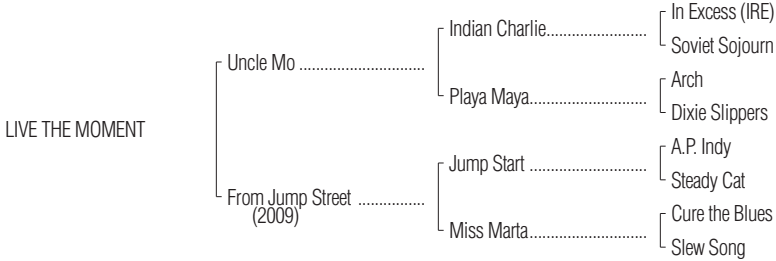 In Excess (IRE)
Indian Charlie........................
Soviet Sojourn
Uncle Mo ..............................
Arch
Playa Maya............................
Dixie Slippers
LIVE THE MOMENT
A.P. Indy
Jump Start ............................
Steady Cat
From Jump Street ................
(2009)
Cure the Blues
Miss Marta............................
Slew Song